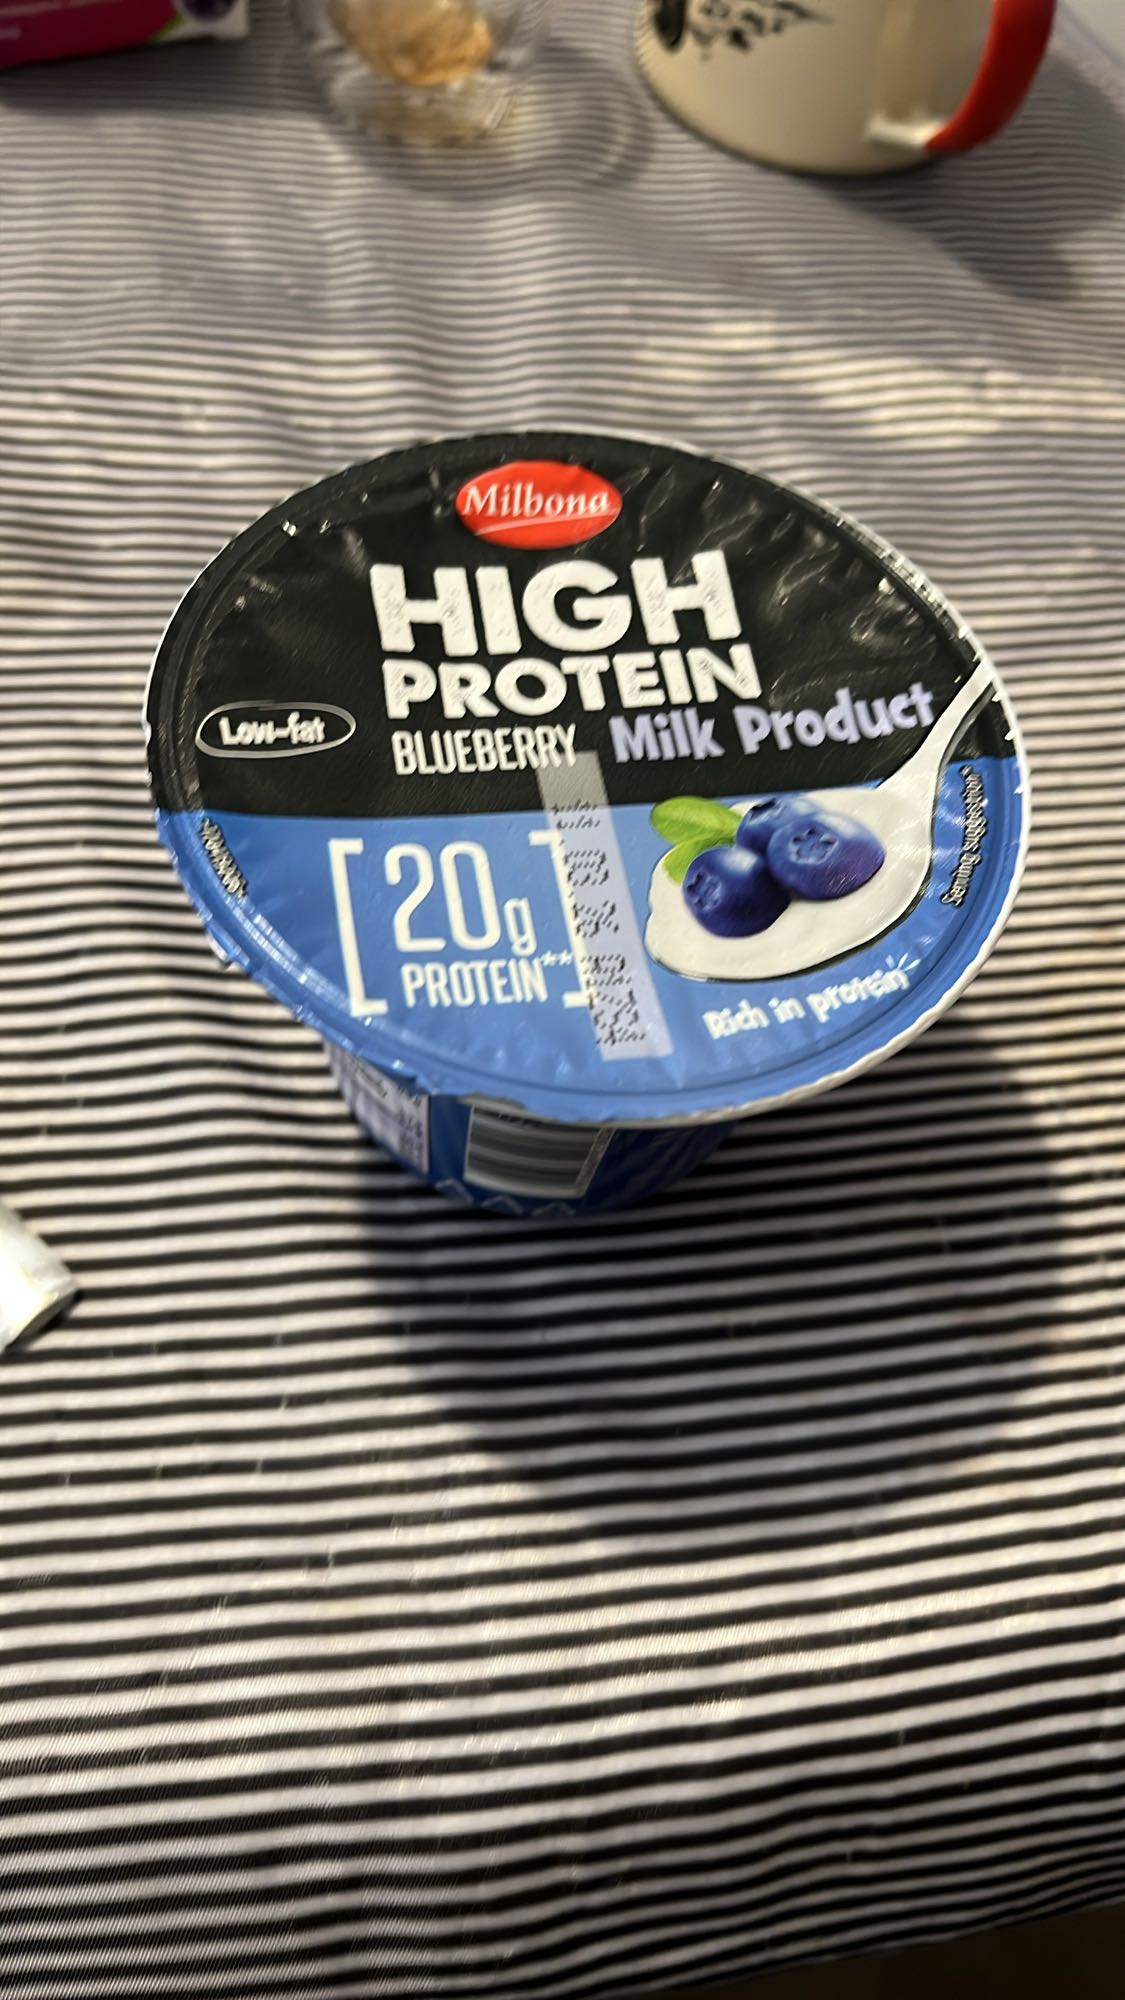 Milbona
HIGH
PROTEIN
BLUEBERRY Milk Product
Low-fat
20g
PROTEIN**
Rich in protein
Serving suggestion